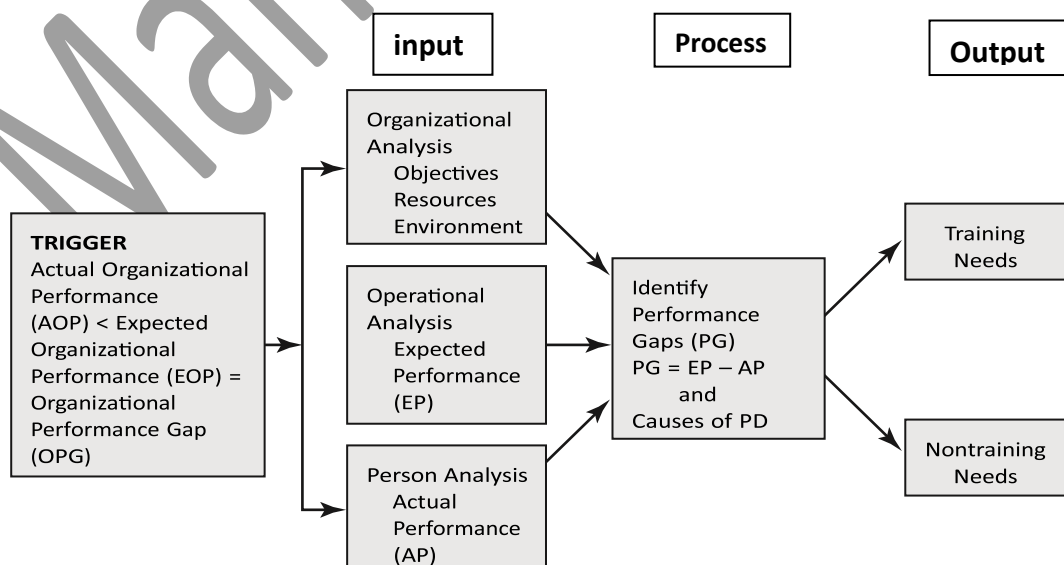 input
Process
Output
TRIGGER
Actual Organizational
Performance
(AOP) < Expected
Organizational
Performance (EOP) =
Organizational
Performance Gap
(OPG)
Organizational
Analysis
Objectives
Resources
Environment
Operational
Analysis
Expected
Performance
(EP)
Person Analysis
Actual
Performance
(AP)
Identify
Performance
Gaps (PG)
PG = EP – AP
and
Causes of PD
Training
Needs
Nontraining
Needs